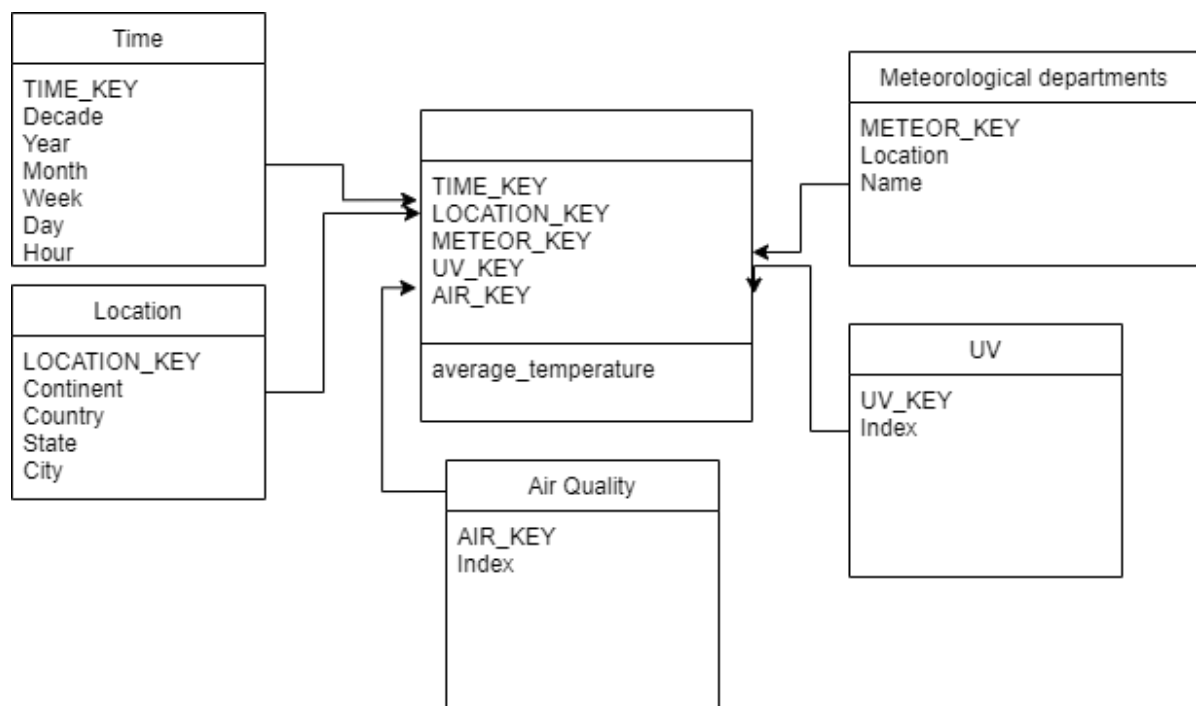 Time
TIME_KEY
Decade
Year
Month
Week
Day
Hour
Location
LOCATION_KEY
Continent
Country
State
City
TIME_KEY
LOCATION_KEY
METEOR_KEY
UV_KEY
AIR_KEY
average_temperature
Air Quality
AIR_KEY
Index
Meteorological departments
METEOR_KEY
Location
Name
UV
UV_KEY
Index